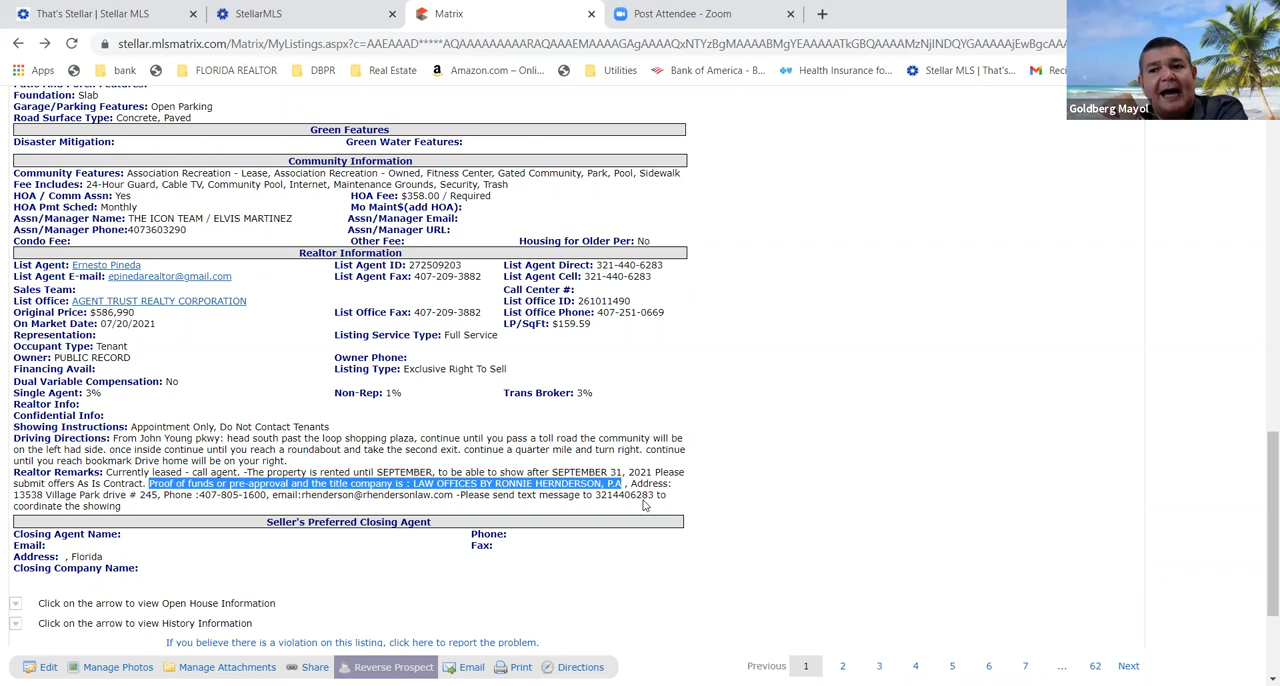 That's Stellar | Stellar MLS
StellarMLS
Matrix
Post Attendee - Zoom
stellar.mlsmatrix.com/Matrix/MyListings.aspx?c=
Apps bank FLORIDA REALTOR DBPR Real Estate Amazon.com – Onli... Utilities Bank of America - B... Health Insurance fo... Stellar MLS | That's... Reci
Goldberg Mayol
Patio And Porch Features:
Foundation: Slab
Garage/Parking Features: Open Parking
Road Surface Type: Concrete, Paved
Green Features
Disaster Mitigation: Green Water Features:
Community Information
Community Features: Association Recreation - Lease, Association Recreation - Owned, Fitness Center, Gated Community, Park, Pool, Sidewalk
Fee Includes: 24-Hour Guard, Cable TV, Community Pool, Internet, Maintenance Grounds, Security, Trash
HOA / Comm Assn: Yes HOA Fee: $358.00 / Required
HOA Pmt Sched: Monthly Mo Maint$(add HOA):
Assn/Manager Name: THE ICON TEAM / ELVIS MARTINEZ Assn/Manager Email:
Assn/Manager Phone:4073603290 Assn/Manager URL:
Condo Fee: Other Fee: Housing for Older Per: No
Realtor Information
List Agent: Ernesto Pineda List Agent ID: 272509203 List Agent Direct: 321-440-6283
List Agent E-mail: epinedarealtor@gmail.com List Agent Fax: 407-209-3882 List Agent Cell: 321-440-6283
Sales Team: Call Center #:
List Office: AGENT TRUST REALTY CORPORATION List Office ID: 261011490
Original Price: $586,990 List Office Fax: 407-209-3882 List Office Phone: 407-251-0669
On Market Date: 07/20/2021 LP/SqFt: $159.59
Representation: Listing Service Type: Full Service
Occupant Type: Tenant
Owner: PUBLIC RECORD Owner Phone:
Financing Avail: Listing Type: Exclusive Right To Sell
Dual Variable Compensation: No
Single Agent: 3% Non-Rep: 1% Trans Broker: 3%
Realtor Info:
Confidential Info:
Showing Instructions: Appointment Only, Do Not Contact Tenants
Driving Directions: From John Young pkwy: head south past the loop shopping plaza, continue until you pass a toll road the community will be
on the left had side. once inside continue until you reach a roundabout and take the second exit. continue a quarter mile and turn right. continue
until you reach bookmark Drive home will be on your right.
Realtor Remarks: Currently leased - call agent. -The property is rented until SEPTEMBER, to be able to show after SEPTEMBER 31, 2021 Please
submit offers As Is Contract. Proof of funds or pre-approval and the title company is : LAW OFFICES BY RONNIE HERNDERSON, P.A , Address:
13538 Village Park drive # 245, Phone :407-805-1600, email:rhenderson@rhendersonlaw.com -Please send text message to 3214406283 to
coordinate the showing
Seller's Preferred Closing Agent
Closing Agent Name: Phone:
Email: Fax:
Address: , Florida
Closing Company Name:
Click on the arrow to view Open House Information
Click on the arrow to view History Information
If you believe there is a violation on this listing, click here to report the problem.
Edit Manage Photos Manage Attachments Share Reverse Prospect Email Print Directions Previous 1 2 3 4 5 6 7 ... 62 Next